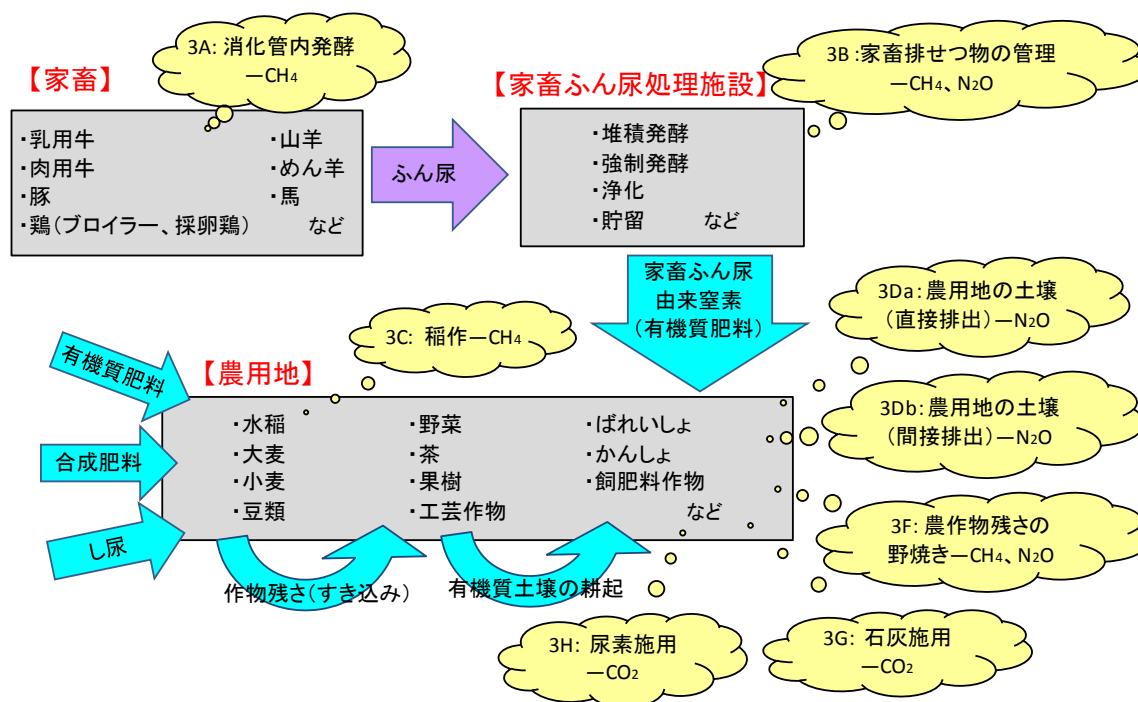 3A: 消化管内発酵
―CH4
【家畜】
・乳用牛
・肉用牛
・豚
・鶏(ブロイラー、採卵鶏)
・山羊
・めん羊
・馬
など
ふん尿
【家畜ふん尿処理施設】
3B :家畜排せつ物の管理
―CH4、N2O
・堆積発酵
・強制発酵
・浄化
・貯留
など
家畜ふん尿
由来窒素
(有機質肥料)
3Da: 農用地の土壌
(直接排出)―N2O
3C: 稲作―CH4
有機質肥料
合成肥料
し尿
【農用地】
・水稲
・大麦
・小麦
・豆類
・野菜
・茶
・果樹
・工芸作物
・ばれいしょ
・かんしょ
・飼肥料作物
など
3Db: 農用地の土壌
(間接排出)―N2O
3F: 農作物残さの
野焼き―CH4、N2O
作物残さ(すき込み)
有機質土壌の耕起
3H: 尿素施用
―CO2
3G: 石灰施用
―CO2